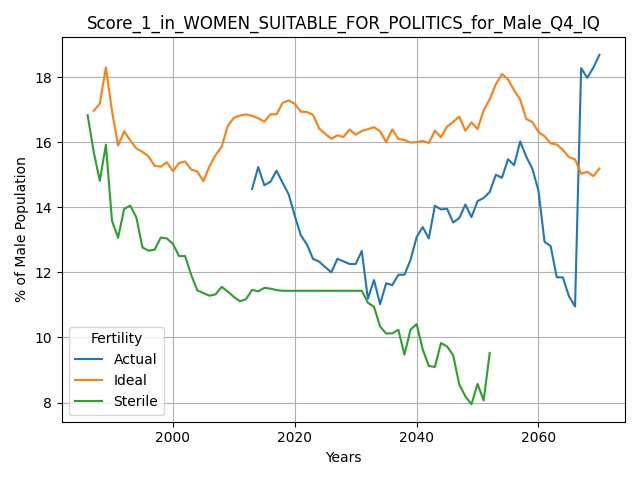 Score_1_in_WOMEN_SUITABLE_FOR_POLITICS_for_Male_Q4_IQ
% of Male Population
18
16
14
12
10
8
Fertility
Actual
Ideal
Sterile
2000 2020 2040 2060
Years